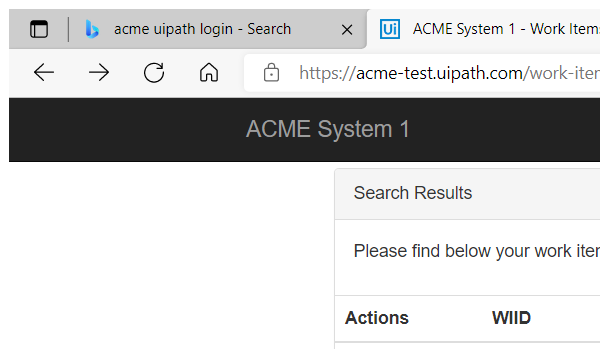 acme uipath login - Search
Ui ACME System 1 - Work Items
https://acme-test.uipath.com/work-iter
ACME System 1
Search Results
Please find below your work iter
Actions WIID